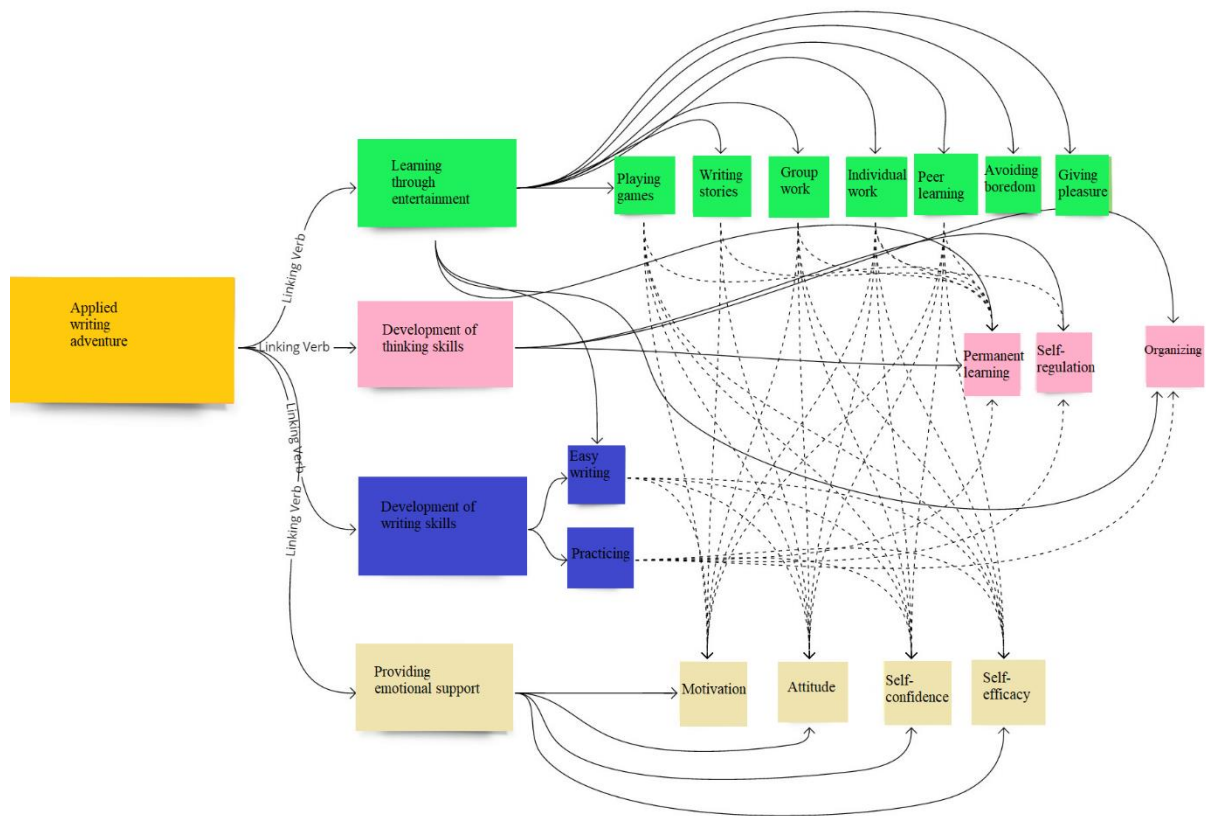 Learning
through
entertainment
Playing
games
Writing
stories
Group
work
Individual
work
Peer
learning
Avoiding
boredom
Giving
pleasure
Linking Verb
Applied
writing
adventure
Linking Verb
Development of
thinking skills
Permanent
learning
Self-
regulation
Organizing
Linking Verb
Linking Verb
Development of
writing skills
Easy
writing
Practicing
Providing
emotional support
Motivation
Attitude
Self-
confidence
Self-
efficacy